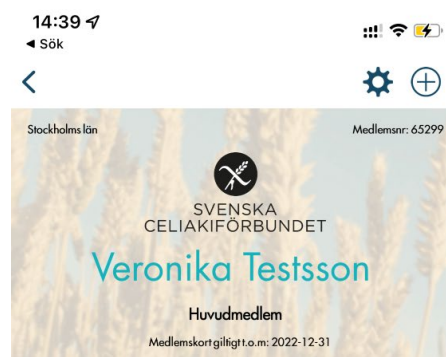 14:39
◀ Sök
Stockholms län
Medlemsnr: 65299
SVENSKA
CELIAKIFÖRBUNDET
Veronika Testsson
Huvudmedlem
Medlemskort giltigt t.o.m: 2022-12-31